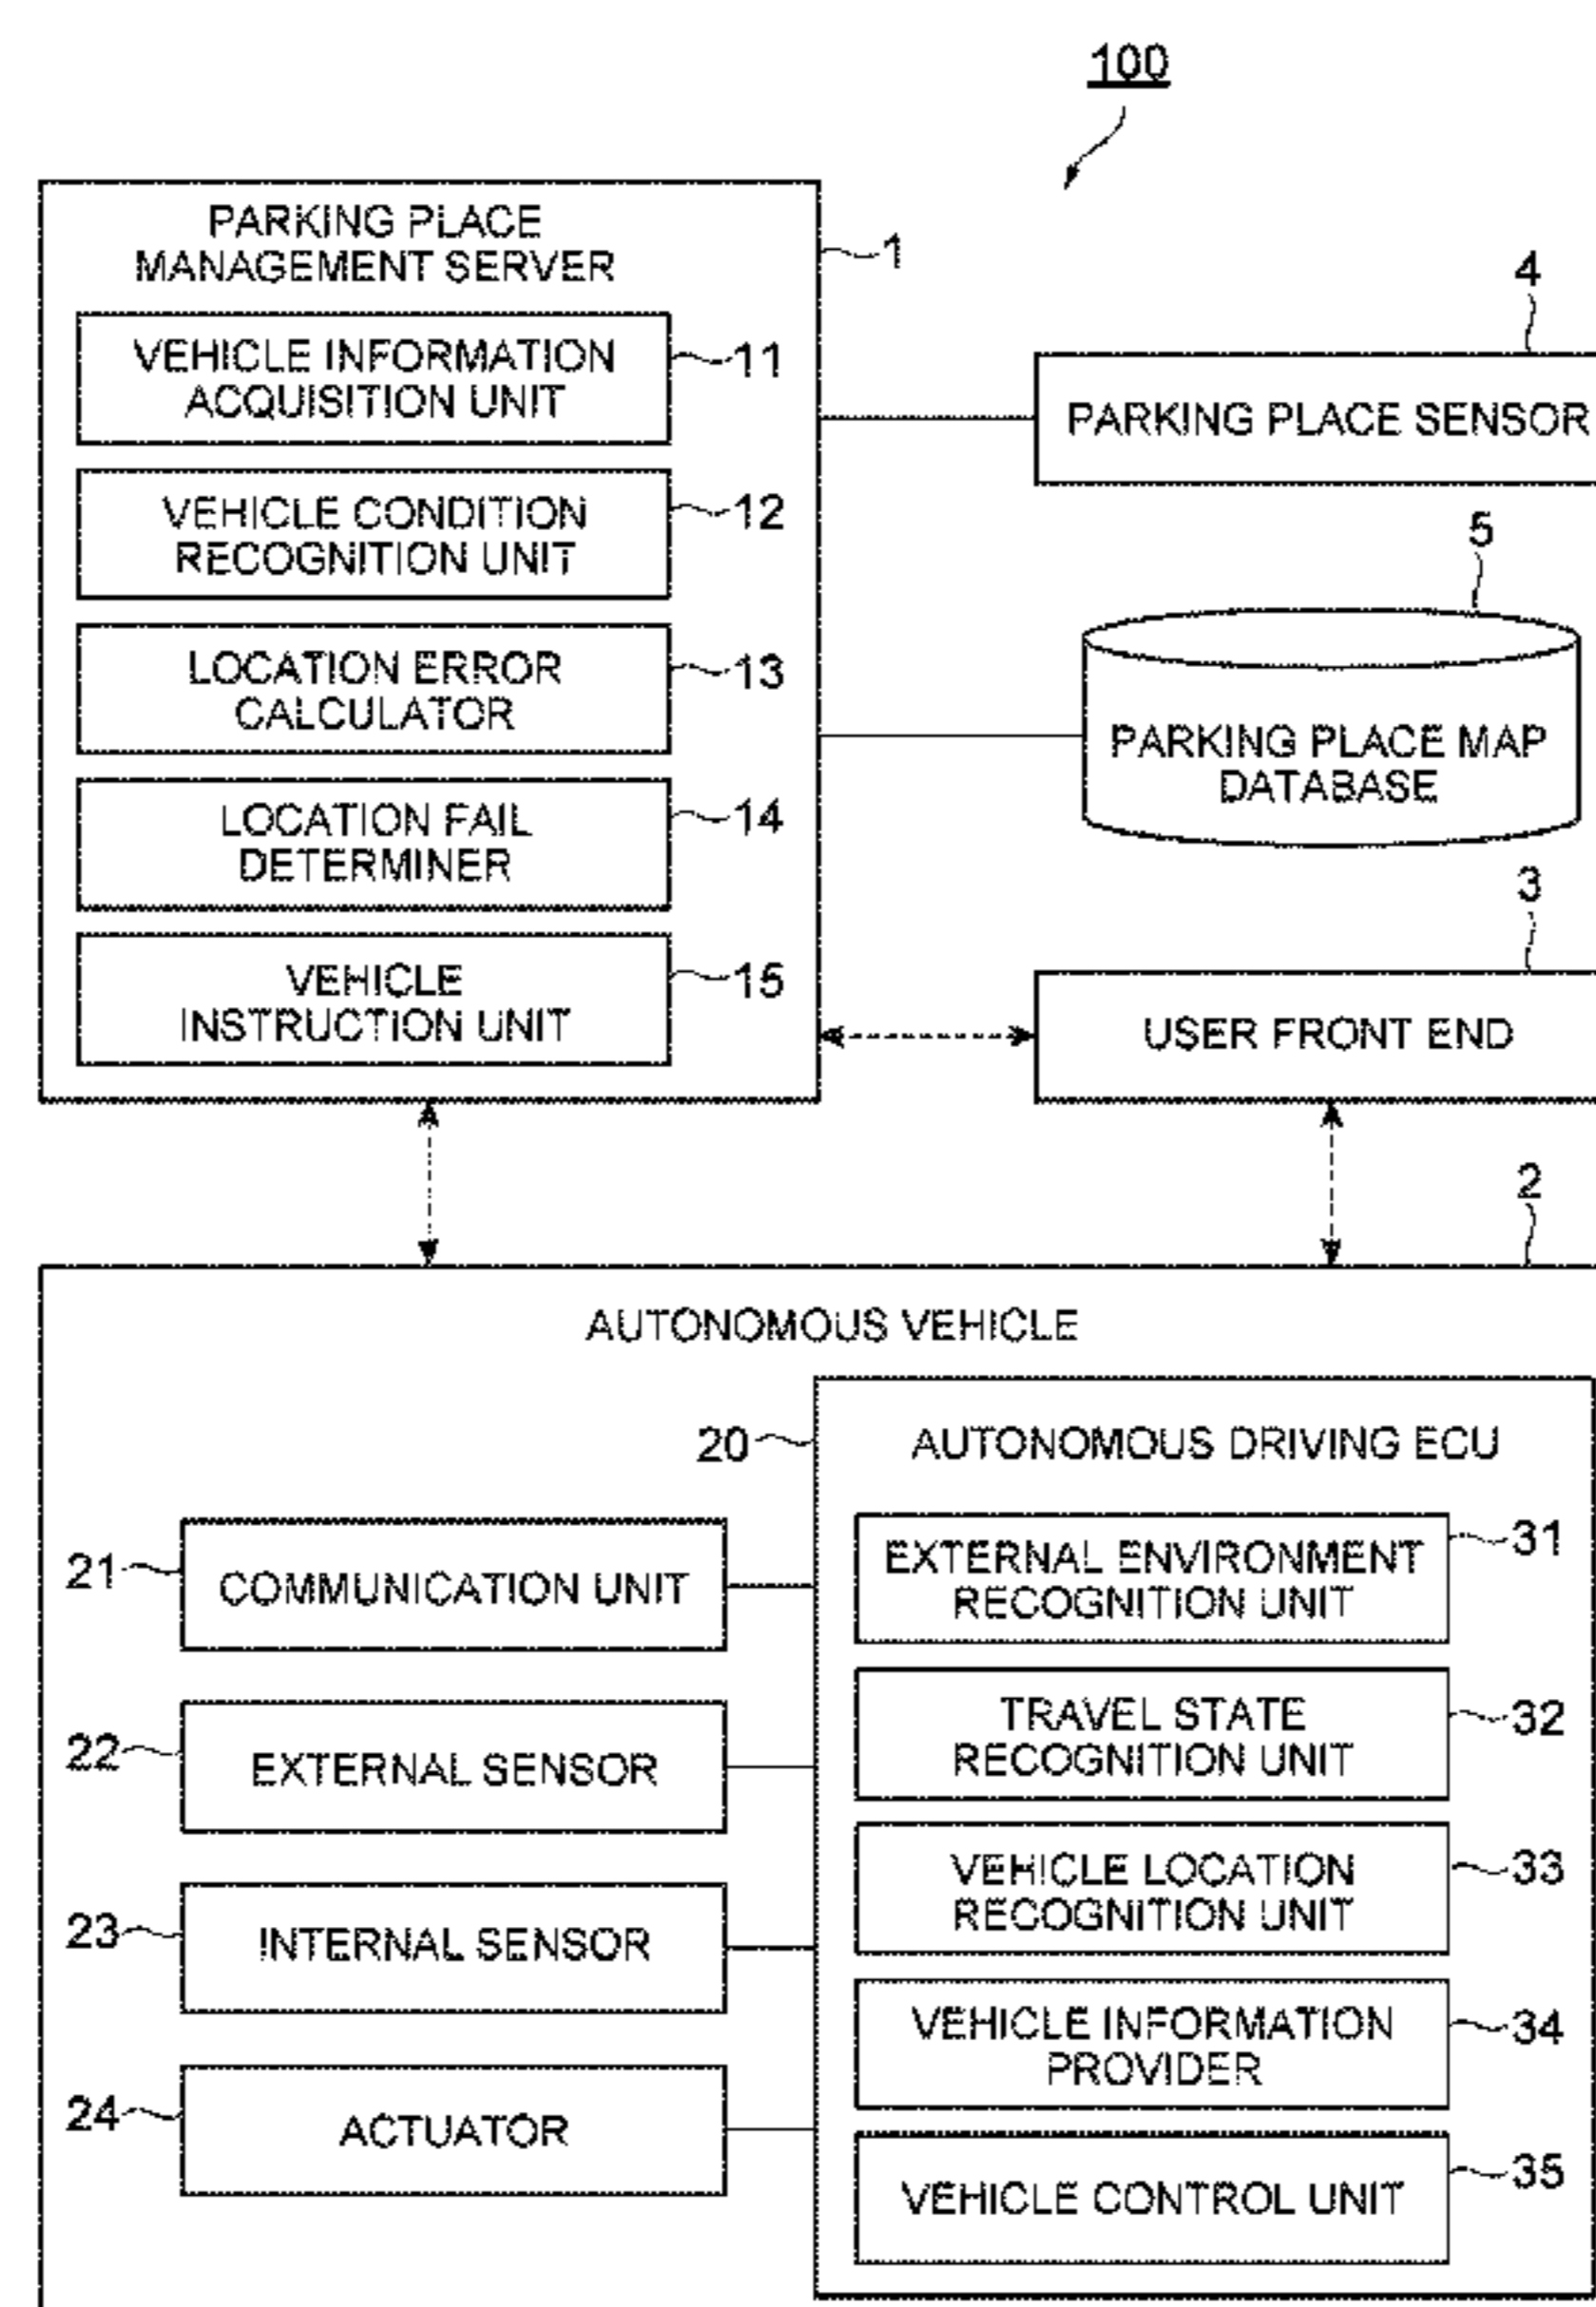 100
PARKING PLACE
MANAGEMENT SERVER
1
VEHICLE INFORMATION
ACQUISITION UNIT
11
VEHICLE CONDITION
RECOGNITION UNIT
12
LOCATION ERROR
CALCULATOR
13
LOCATION FAIL
DETERMINER
14
VEHICLE
INSTRUCTION UNIT
15
4
PARKING PLACE SENSOR
5
PARKING PLACE MAP
DATABASE
3
USER FRONT END
2
AUTONOMOUS VEHICLE
20
AUTONOMOUS DRIVING ECU
21
COMMUNICATION UNIT
22
EXTERNAL SENSOR
23
INTERNAL SENSOR
24
ACTUATOR
EXTERNAL ENVIRONMENT
RECOGNITION UNIT
31
TRAVEL STATE
RECOGNITION UNIT
32
VEHICLE LOCATION
RECOGNITION UNIT
33
VEHICLE INFORMATION
PROVIDER
34
VEHICLE CONTROL UNIT
35